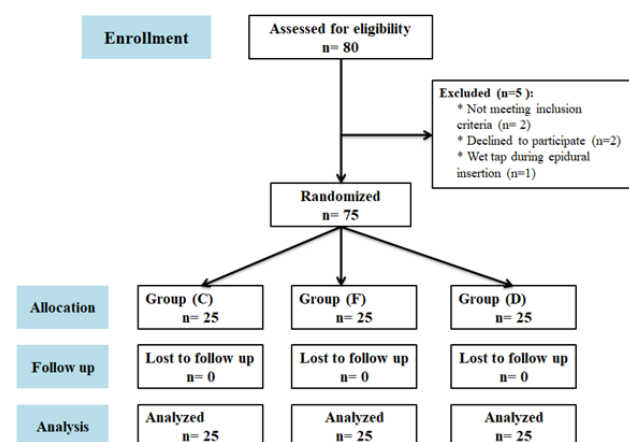 Enrollment
Assessed for eligibility
n= 80
Excluded (n=5 ):
* Not meeting inclusion
criteria (n= 2)
* Declined to participate (n=2)
* Wet tap during epidural
insertion (n=1)
Randomized
n= 75
Allocation
Group (C)
n= 25
Group (F)
n= 25
Group (D)
n= 25
Follow up
Lost to follow up
n= 0
Lost to follow up
n= 0
Lost to follow up
n= 0
Analysis
Analyzed
n= 25
Analyzed
n= 25
Analyzed
n= 25